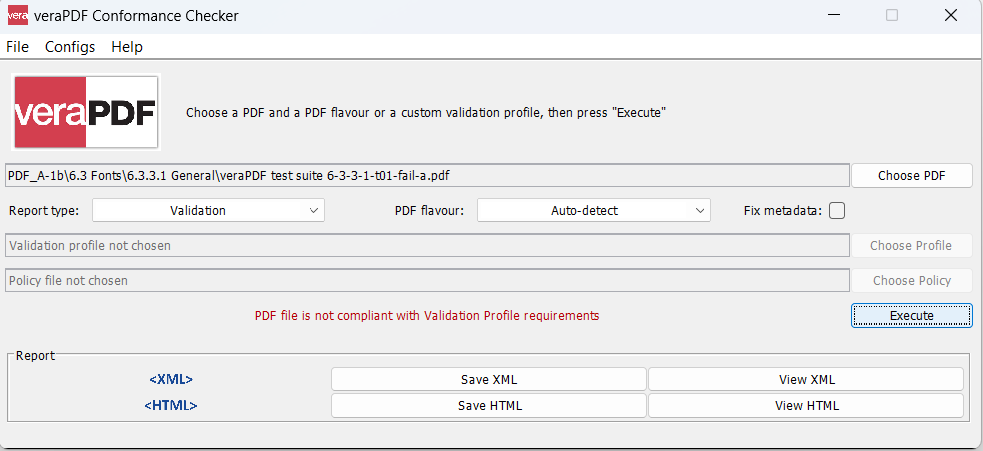 vera veraPDF Conformance Checker
File Configs Help
veraPDF
Choose a PDF and a PDF flavour or a custom validation profile, then press "Execute"
PDF_A-1b\6.3 Fonts\6.3.3.1 General\veraPDF test suite 6-3-3-1-t01-fail-a.pdf Choose PDF
Report type: Validation PDF flavour: Auto-detect Fix metadata:
Validation profile not chosen Choose Profile
Policy file not chosen Choose Policy
PDF file is not compliant with Validation Profile requirements Execute
Report
<XML> Save XML View XML
<HTML> Save HTML View HTML